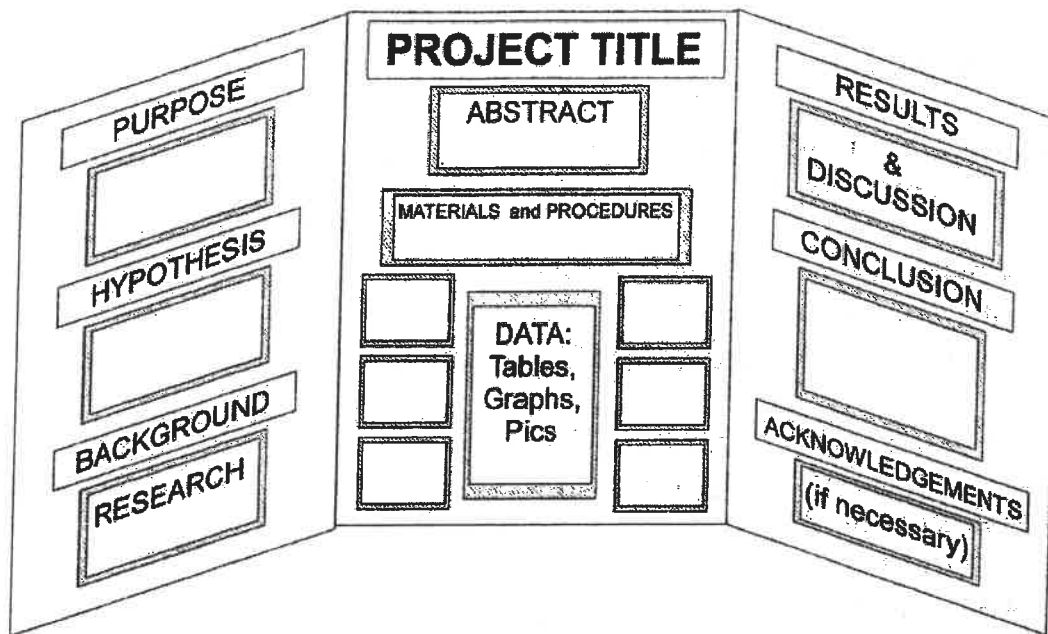 PURPOSE
HYPOTHESIS
BACKGROUND
RESEARCH
PROJECT TITLE
ABSTRACT
MATERIALS and PROCEDURES
DATA:
Tables,
Graphs,
Pics
RESULTS
&
DISCUSSION
CONCLUSION
ACKNOWLEDGEMENTS
(if necessary)